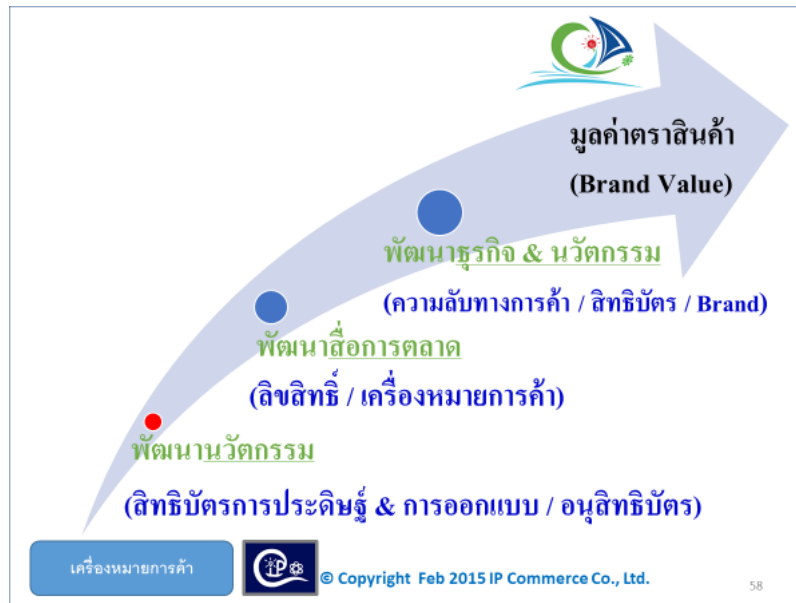 มูลค่าตราสินค้า
(Brand Value)
พัฒนาธุรกิจ & นวัตกรรม
(ความลับทางการค้า / สิทธิบัตร / Brand)
พัฒนาสื่อการตลาด
(ลิขสิทธิ์ / เครื่องหมายการค้า)
พัฒนานวัตกรรม
(สิทธิบัตรการประดิษฐ์ & การออกแบบ / อนุสิทธิบัตร)
เครื่องหมายการค้า
iP
© Copyright Feb 2015 IP Commerce Co., Ltd.
58